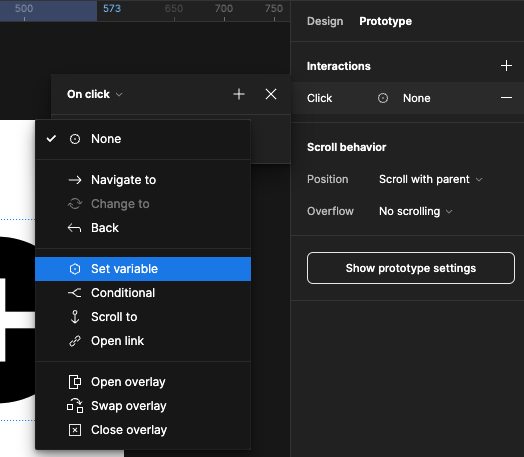 500 573 650 700 750
Design Prototype
Interactions
On click
Click None
None
Scroll behavior
Navigate to
Position Scroll with parent
Change to
Overflow No scrolling
Back
Set variable
Show prototype settings
Conditional
Scroll to
Open link
Open overlay
Swap overlay
Close overlay